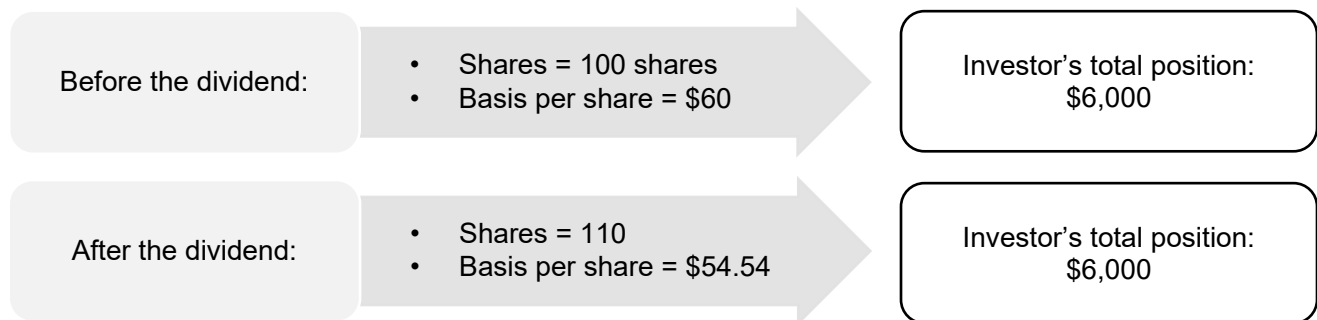 Before the dividend:
• Shares = 100 shares
• Basis per share = $60
Investor’s total position:
$6,000
After the dividend:
• Shares = 110
• Basis per share = $54.54
Investor’s total position:
$6,000